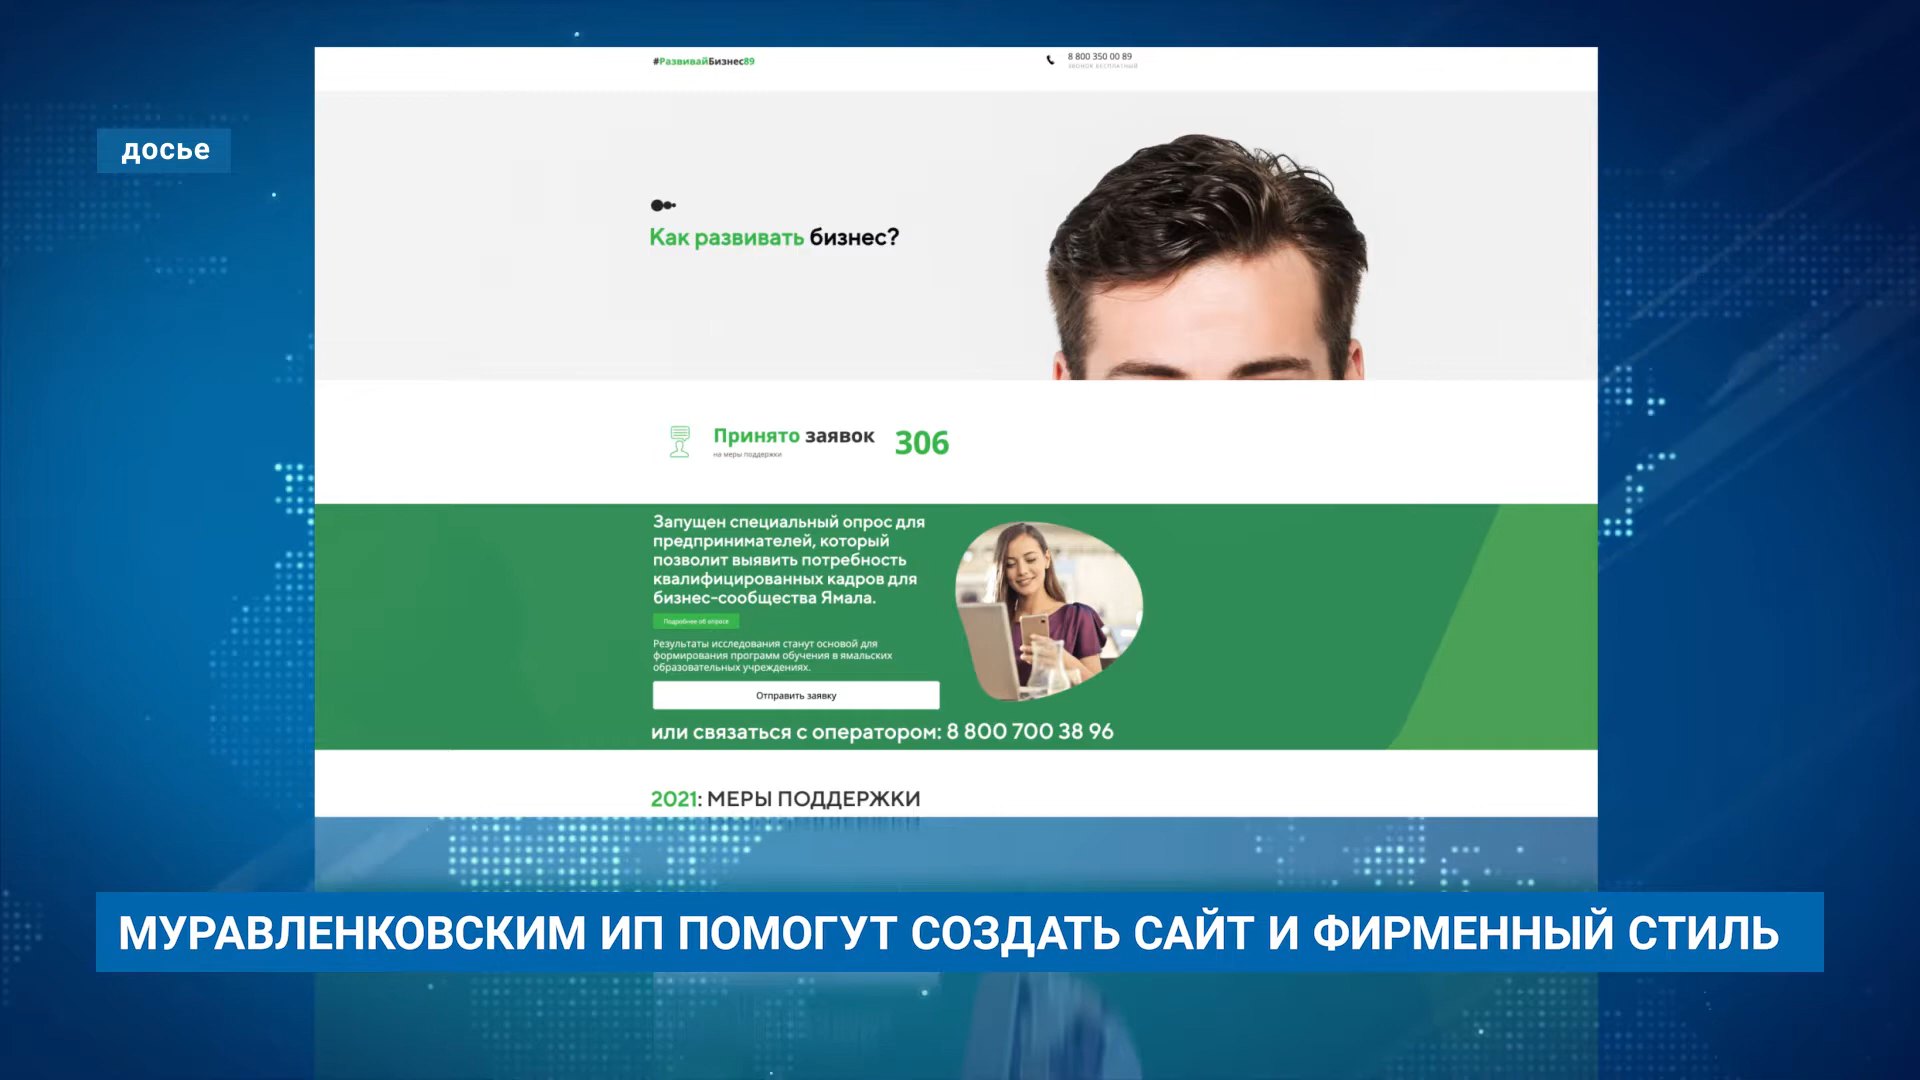 #РазвивайБизнес89
8 800 350 00 89
ЗВОНОК БЕСПЛАТНЫЙ
досье
Как развивать бизнес?
Принято заявок 306
на меры поддержки
Запущен специальный опрос для
предпринимателей, который
позволит выявить потребность
квалифицированных кадров для
бизнес-сообщества Ямала.
Подробнее об опросе
Результаты исследования станут основой для
формирования программ обучения в ямальских
образовательных учреждениях.
Отправить заявку
или связаться с оператором: 8 800 700 38 96
2021: МЕРЫ ПОДДЕРЖКИ
МУРАВЛЕНКОВСКИМ ИП ПОМОГУТ СОЗДАТЬ САЙТ И ФИРМЕННЫЙ СТИЛЬ